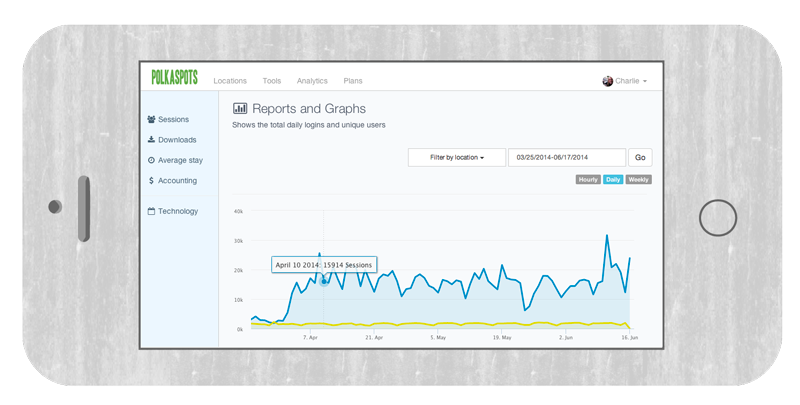 POLKASPOTS
Locations Tools Analytics Plans Charlie
Sessions
Downloads
Average stay
$ Accounting
Technology
Reports and Graphs
Shows the total daily logins and unique users
Filter by location 03/25/2014-06/17/2014 Go
Hourly Daily Weekly
40k
30k
20k
10k
0k
April 10 2014: 15914 Sessions
7. Apr 21. Apr 5. May 19. May 2. Jun 16. Jun